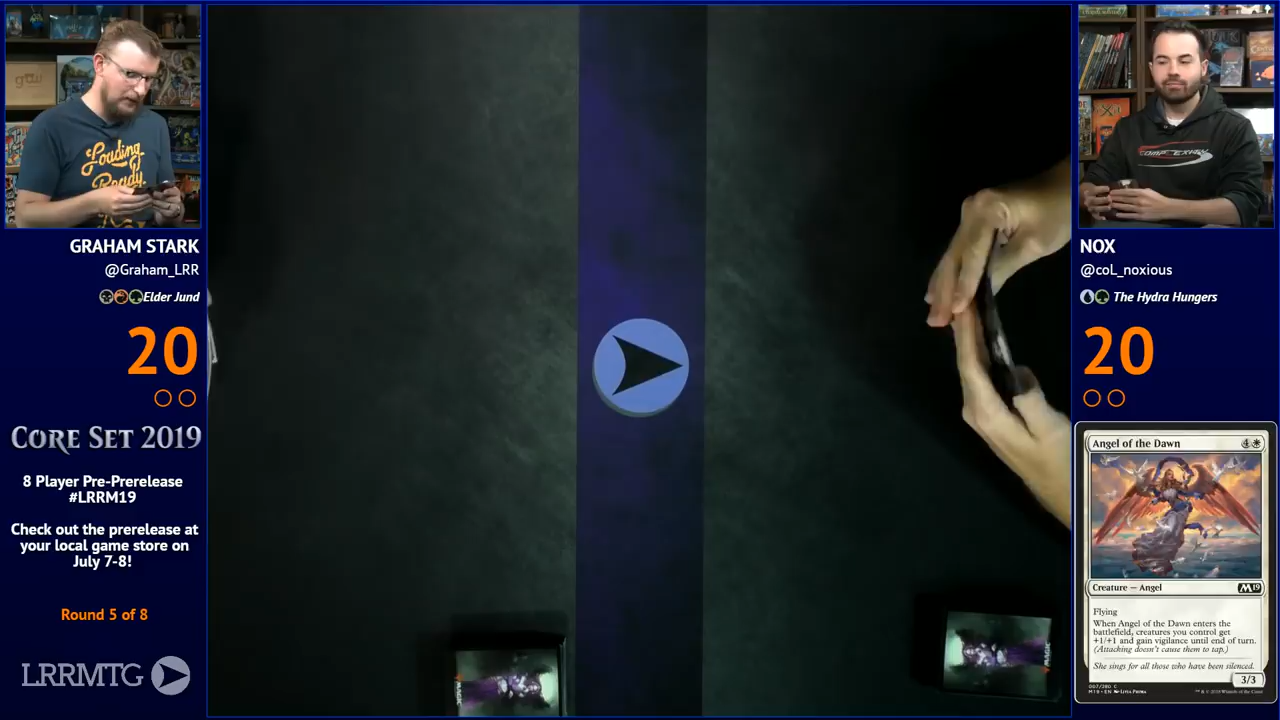 Loading
Ready
GRAHAM STARK
@Graham_LRR
Elder Jund
20
CORE SET 2019
8 Player Pre-Prerelease
#LRRM19
Check out the prerelease at
your local game store on
July 7-8!
Round 5 of 8
LRRMTG
NOX
@coL_noxious
The Hydra Hungers
20
Angel of the Dawn 4
Creature — Angel M19
Flying
When Angel of the Dawn enters the
battlefield, creatures you control get
+1/+1 and gain vigilance until end of turn.
(Attacking doesn't cause them to tap.)
She sings for all those who have been silenced.
3/3